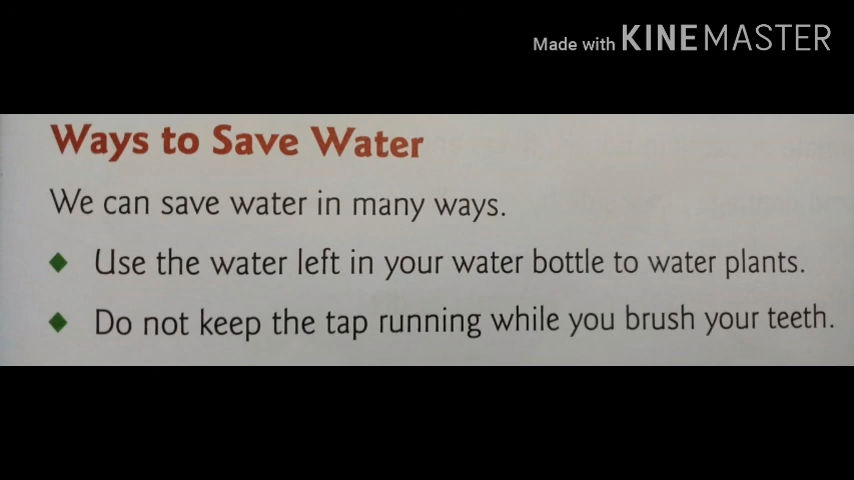 Made with KINEMASTER
Ways to Save Water
We can save water in many ways.
◆ Use the water left in your water bottle to water plants.
◆ Do not keep the tap running while you brush your teeth.